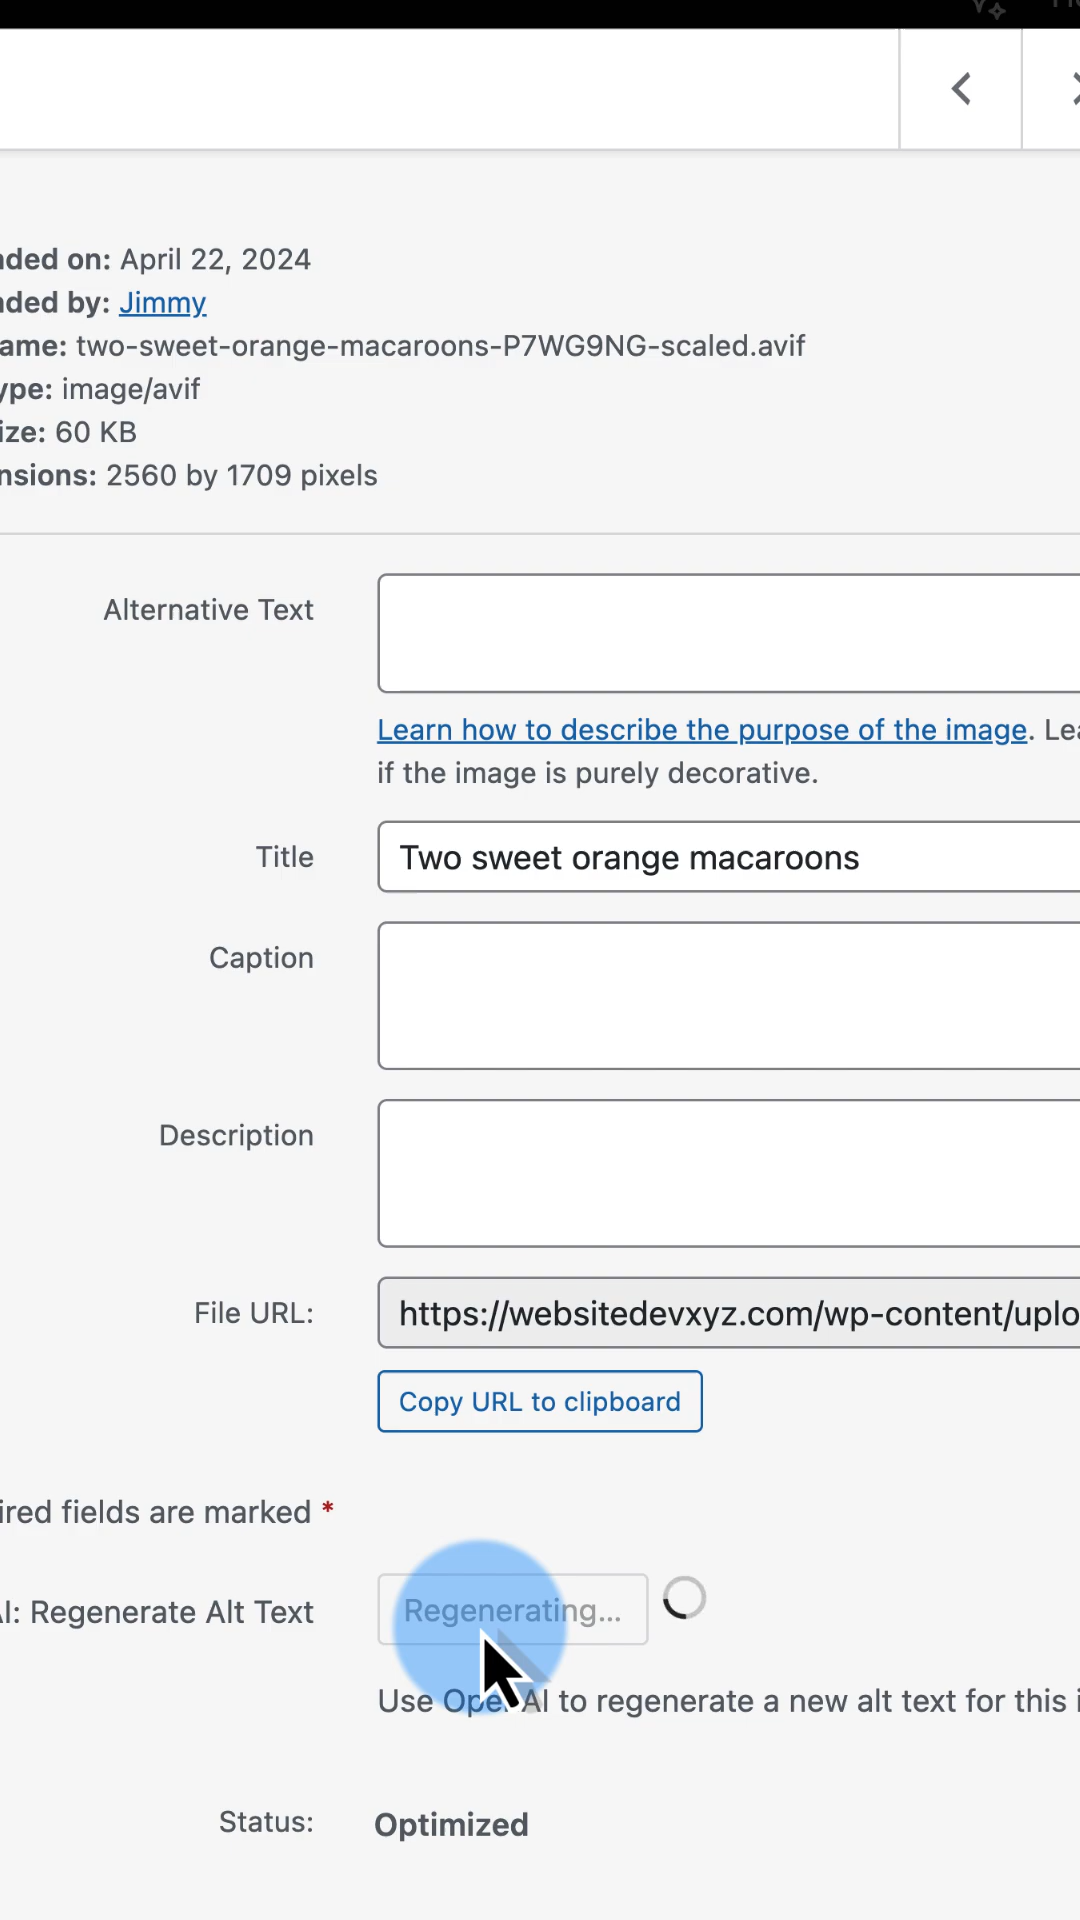 ded on: April 22, 2024
ded by: Jimmy
ame: two-sweet-orange-macaroons-P7WG9NG-scaled.avif
ype: image/avif
ize: 60 KB
nsions: 2560 by 1709 pixels
Alternative Text
Learn how to describe the purpose of the image. Lea
if the image is purely decorative.
Title
Two sweet orange macaroons
Caption
Description
File URL:
https://websitedevxyz.com/wp-content/uplo
Copy URL to clipboard
ired fields are marked *
AI: Regenerate Alt Text
Regenerating...
Use OpenAI to regenerate a new alt text for this i
Status:
Optimized